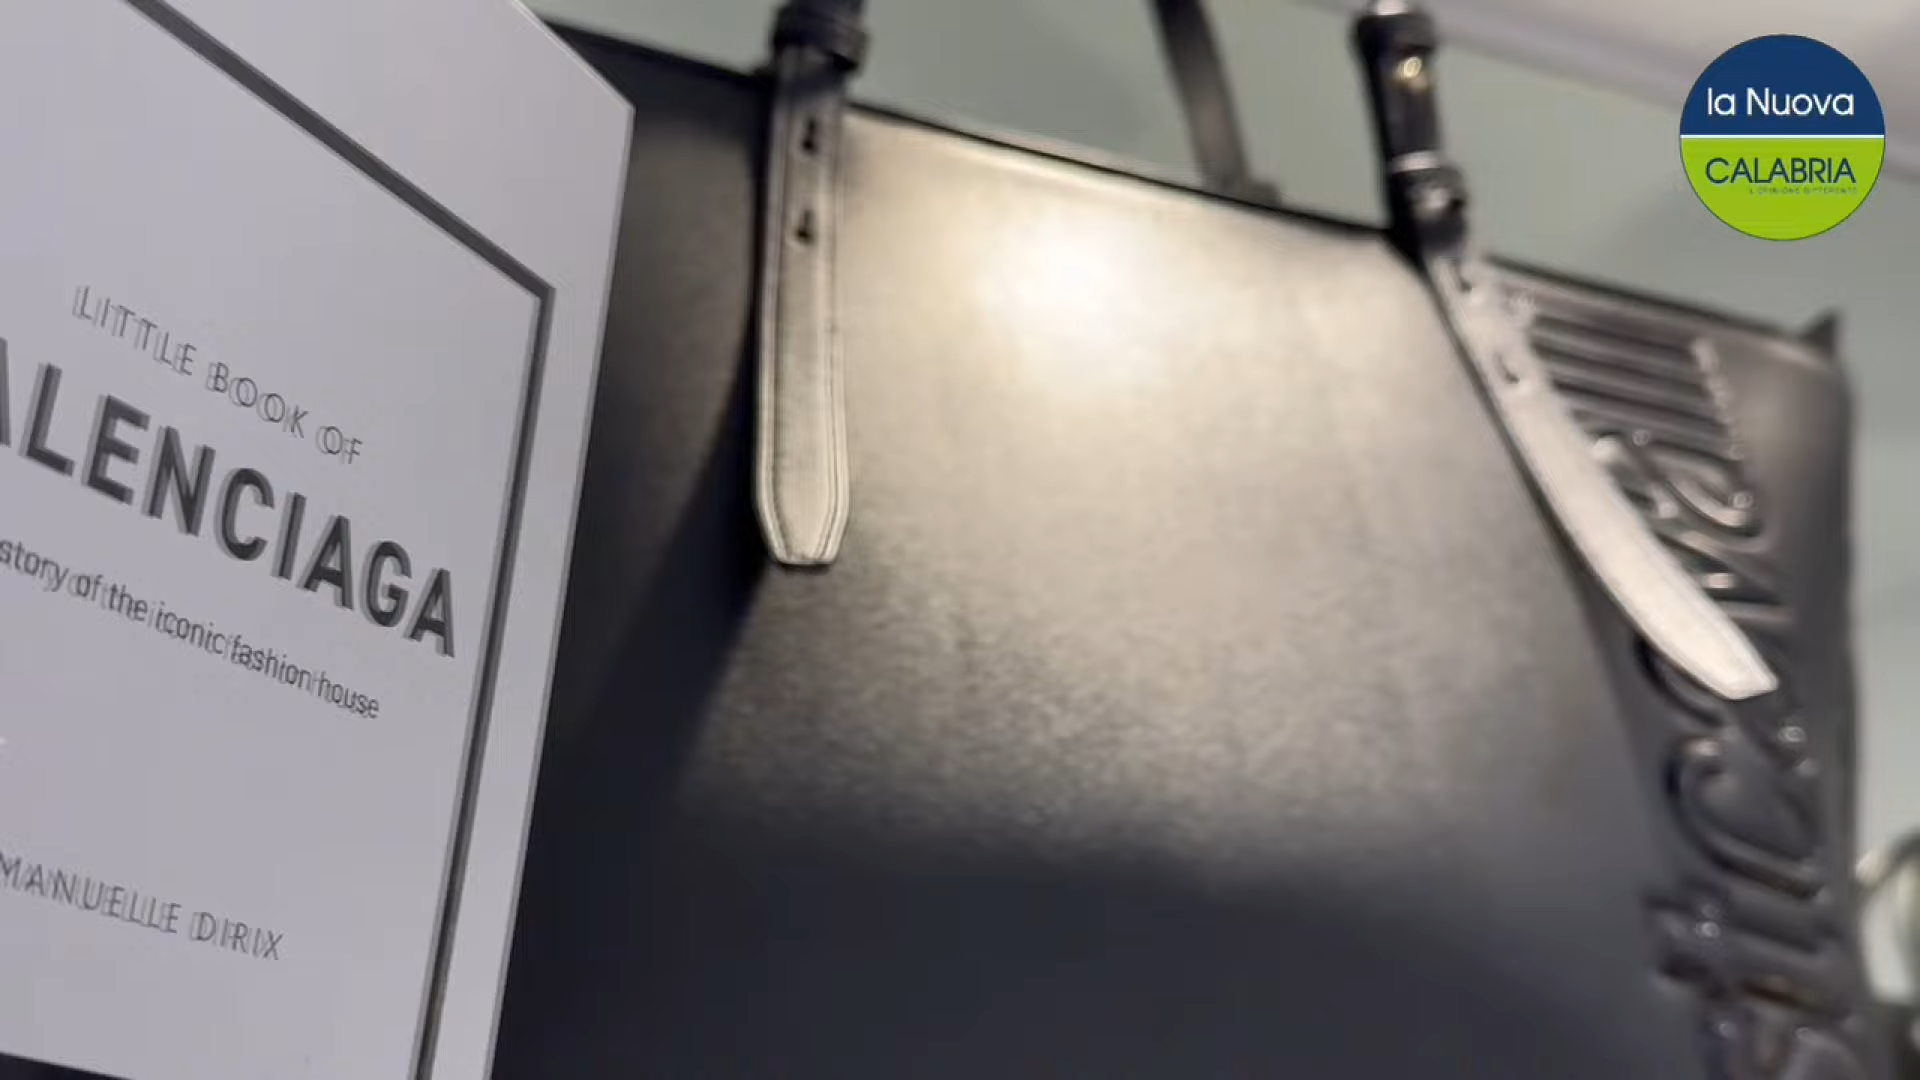 LITTLE BOOK OF
ALENCIAGA
story of the iconic fashion house
MANUELLE DIRIX
la Nuova
CALABRIA